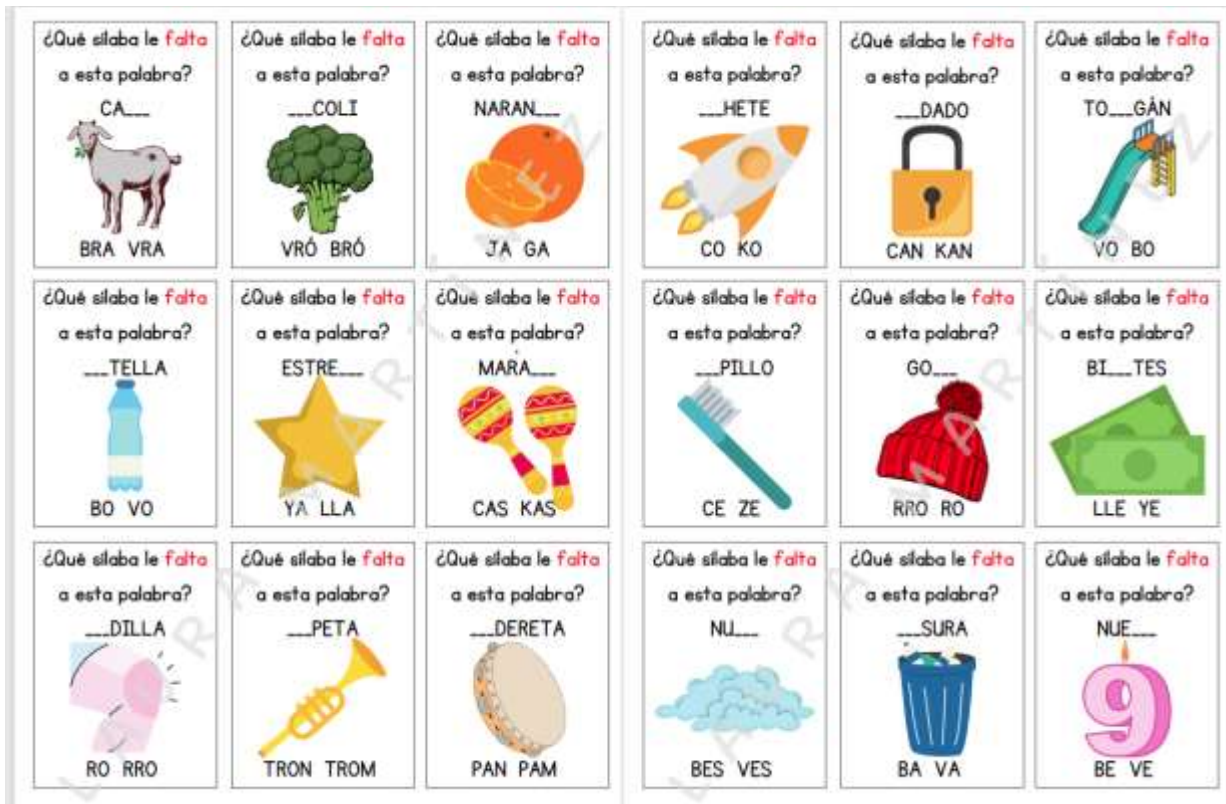 ¿Qué sílaba le falta
a esta palabra?
CA___
BRA VRA
¿Qué sílaba le falta
a esta palabra?
___COLI
VRÓ BRÓ
¿Qué sílaba le falta
a esta palabra?
NARAN___
JA GA
¿Qué sílaba le falta
a esta palabra?
___HETE
CO KO
¿Qué sílaba le falta
a esta palabra?
___DADO
CAN KAN
¿Qué sílaba le falta
a esta palabra?
TO___GÁN
VO BO
¿Qué sílaba le falta
a esta palabra?
___TELLA
BO VO
¿Qué sílaba le falta
a esta palabra?
ESTRE___
YA LLA
¿Qué sílaba le falta
a esta palabra?
MARA___
CAS KAS
¿Qué sílaba le falta
a esta palabra?
___PILLO
CE ZE
¿Qué sílaba le falta
a esta palabra?
GO___
RRO RO
¿Qué sílaba le falta
a esta palabra?
BI___TES
LLE YE
¿Qué sílaba le falta
a esta palabra?
___DILLA
RO RRO
¿Qué sílaba le falta
a esta palabra?
___PETA
TRON TROM
¿Qué sílaba le falta
a esta palabra?
___DERETA
PAN PAM
¿Qué sílaba le falta
a esta palabra?
NU___
BES VES
¿Qué sílaba le falta
a esta palabra?
___SURA
BA VA
¿Qué sílaba le falta
a esta palabra?
NUE___
9
BE VE